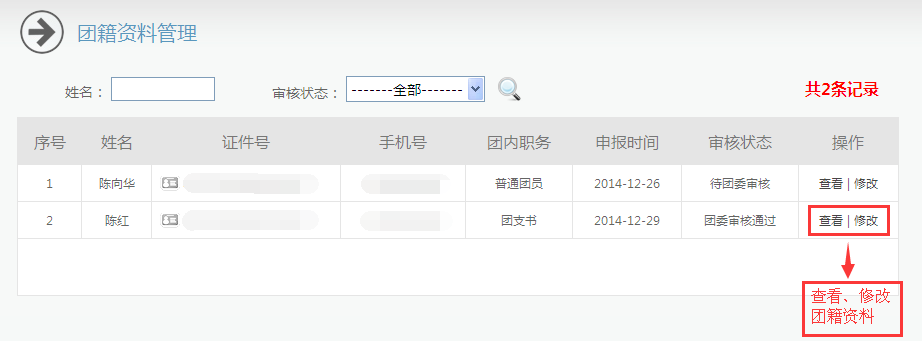 团籍资料管理
姓名： 审核状态： -------全部------- 共2条记录
序号 姓名 证件号 手机号 团内职务 申报时间 审核状态 操作
1 陈向华 普通团员 2014-12-26 待团委审核 查看 | 修改
2 陈红 团支书 2014-12-29 团委审核通过 查看 | 修改
查看、修改
团籍资料